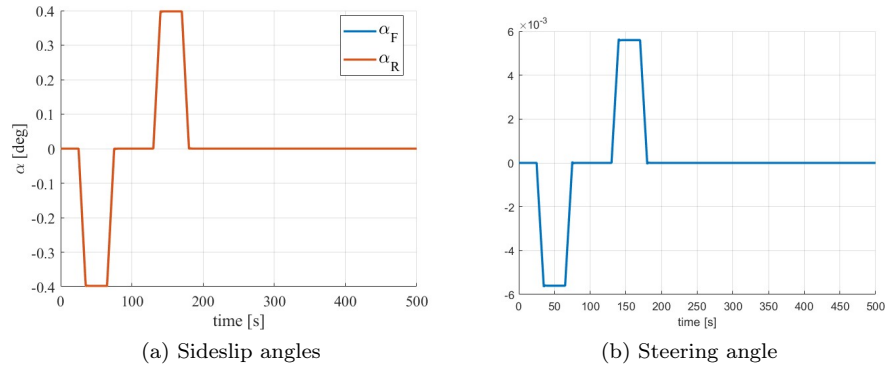 0.4
0.3
0.2
0.1
0
-0.1
-0.2
-0.3
-0.4
α [deg]
0 100 200 300 400 500
time [s]
α_F
α_R
(a) Sideslip angles
×10⁻³
6
4
2
0
-2
-4
-6
0 50 100 150 200 250 300 350 400 450 500
time [s]
(b) Steering angle